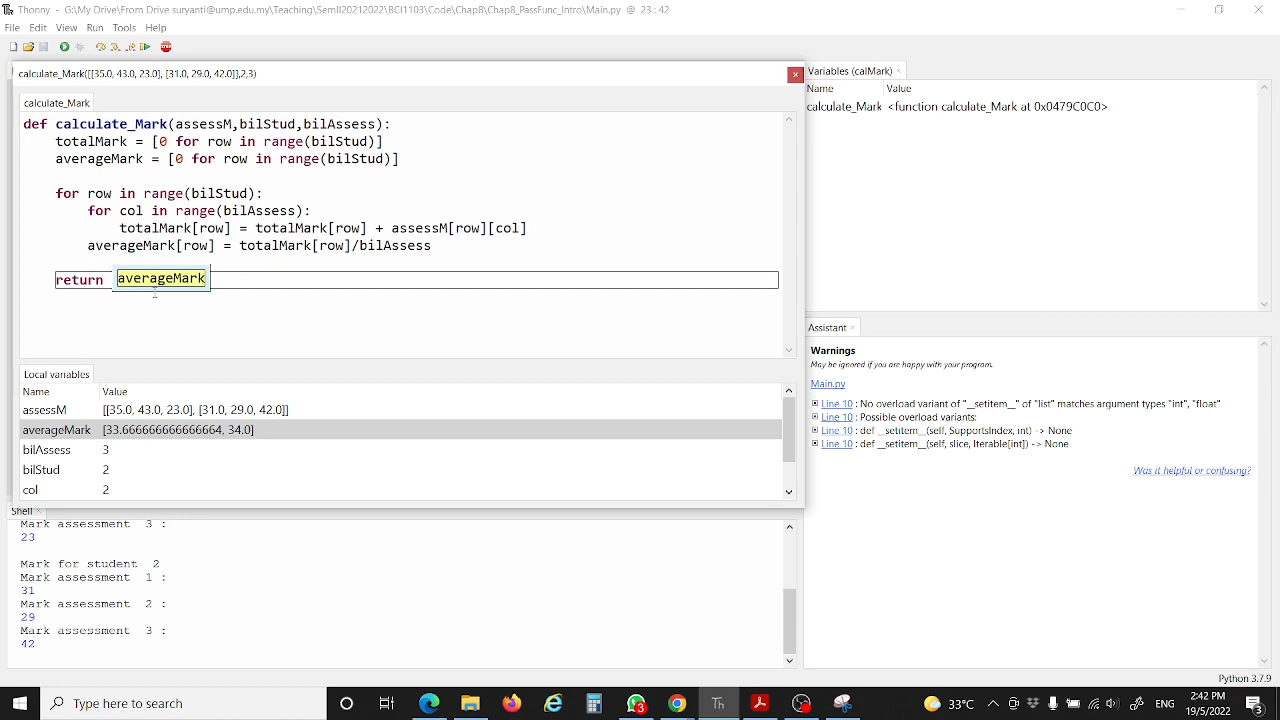 Thonny - G:\My Drive\From Drive suryanti@ump.edu.my\Teaching\SemII20212022\BCI1103\Code\Chap8\Chap8_PassFunc_Intro\Main.py @ 23 : 42
File Edit View Run Tools Help
calculate_Mark([[35.0, 43.0, 23.0], [31.0, 29.0, 42.0]],2,3)
calculate_Mark
def calculate_Mark(assessM,bilStud,bilAssess):
    totalMark = [0 for row in range(bilStud)]
    averageMark = [0 for row in range(bilStud)]
    for row in range(bilStud):
        for col in range(bilAssess):
            totalMark[row] = totalMark[row] + assessM[row][col]
        averageMark[row] = totalMark[row]/bilAssess
    return averageMark
Local variables
Name Value
assessM [[35.0, 43.0, 23.0], [31.0, 29.0, 42.0]]
averageMark [33.666666666666664, 34.0]
bilAssess 3
bilStud 2
col 2
Shell
Mark assessment 3 :
23
Mark for student 2
Mark assessment 1 :
31
Mark assessment 2 :
29
Mark assessment 3 :
42
Variables (calMark)
Name Value
calculate_Mark <function calculate_Mark at 0x0479C0C0>
Assistant
Warnings
May be ignored if you are happy with your program.
Main.py
Line 10 : No overload variant of "__setitem__" of "list" matches argument types "int", "float"
Line 10 : Possible overload variants:
Line 10 : def __setitem__(self, SupportsIndex, int) -> None
Line 10 : def __setitem__(self, slice, Iterable[int]) -> None
Was it helpful or confusing?
Python 3.7.9
Type here to search
Th
3
33°C
ENG
2:42 PM
19/5/2022
3